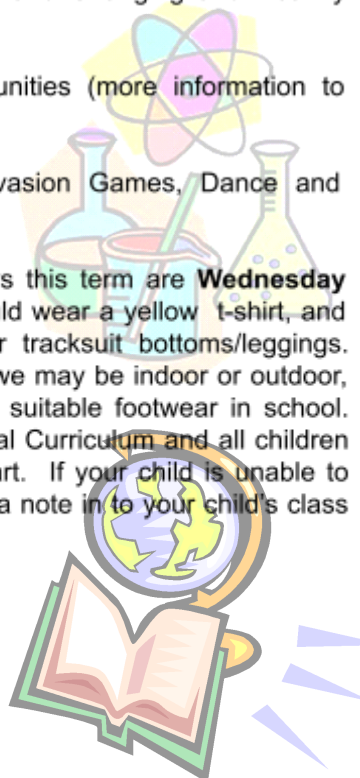 unities (more information to
vasion Games, Dance and
s this term are Wednesday
ld wear a yellow t-shirt, and
r tracksuit bottoms/leggings.
we may be indoor or outdoor,
suitable footwear in school.
al Curriculum and all children
rt. If your child is unable to
a note in to your child's class